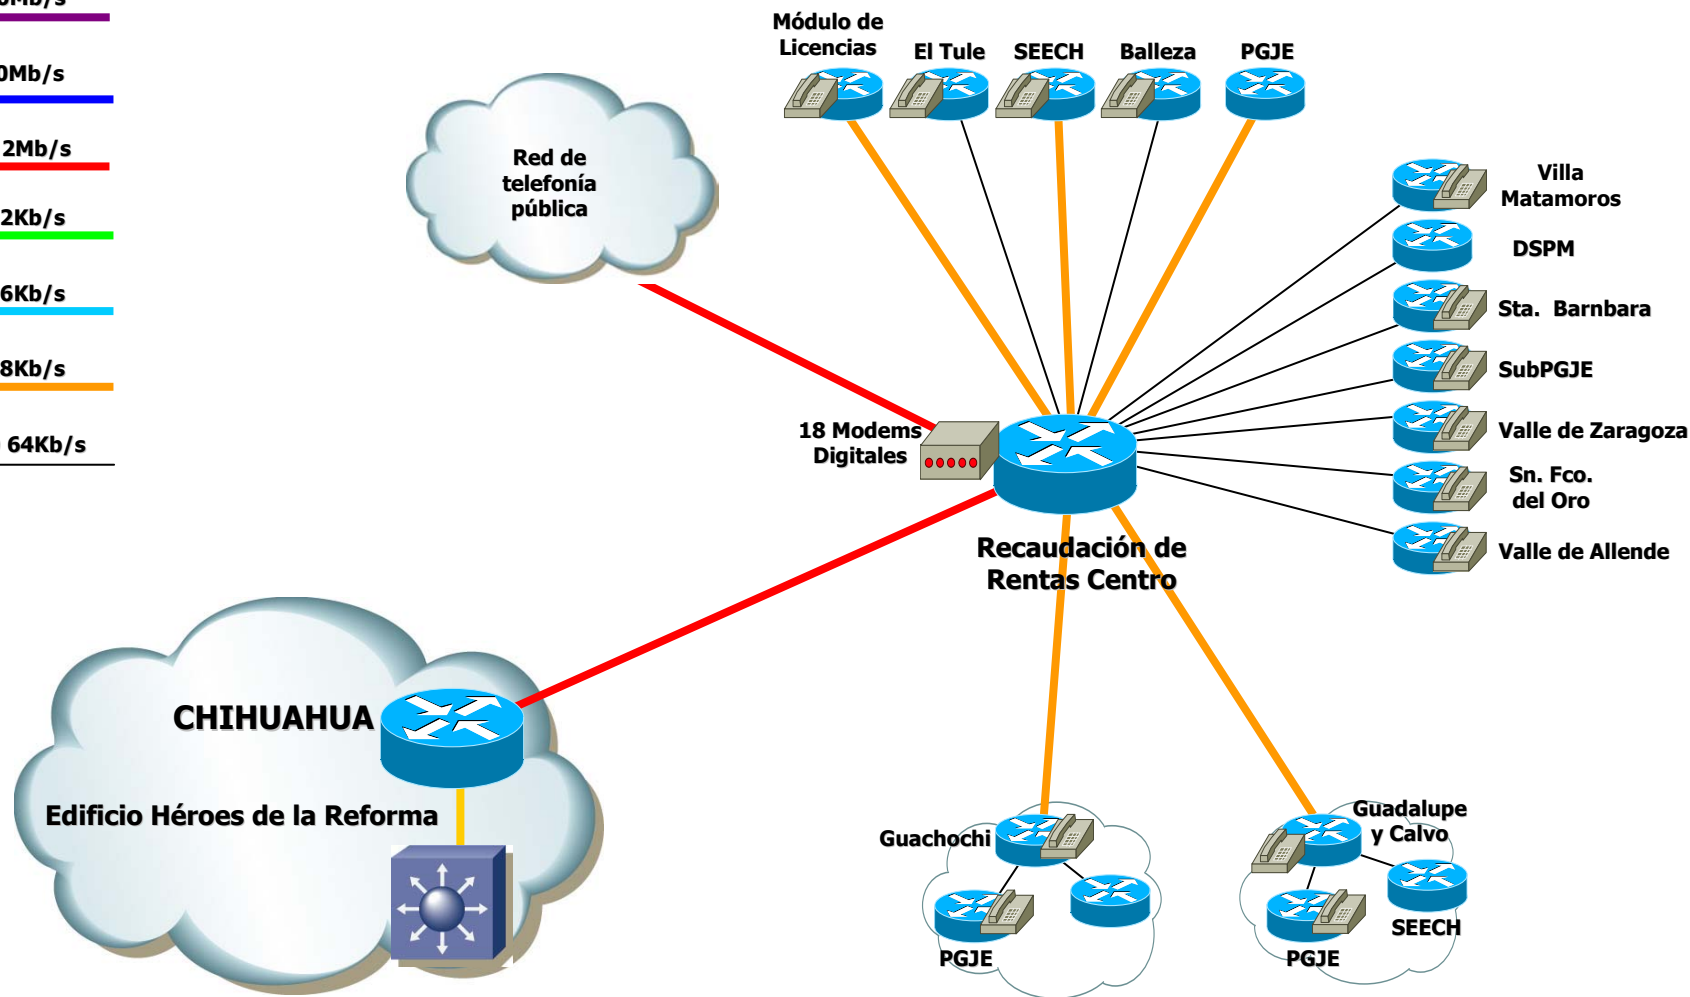 0Mb/s
0Mb/s
2Mb/s
2Kb/s
6Kb/s
8Kb/s
64Kb/s
Módulo de
Licencias
El Tule
SEECH
Balleza
PGJE
Red de
telefonía
pública
Villa
Matamoros
DSPM
Sta. Barnbara
SubPGJE
Valle de Zaragoza
Sn. Fco.
del Oro
Valle de Allende
18 Modems
Digitales
Recaudación de
Rentas Centro
CHIHUAHUA
Edificio Héroes de la Reforma
Guachochi
PGJE
Guadalupe
y Calvo
SEECH
PGJE